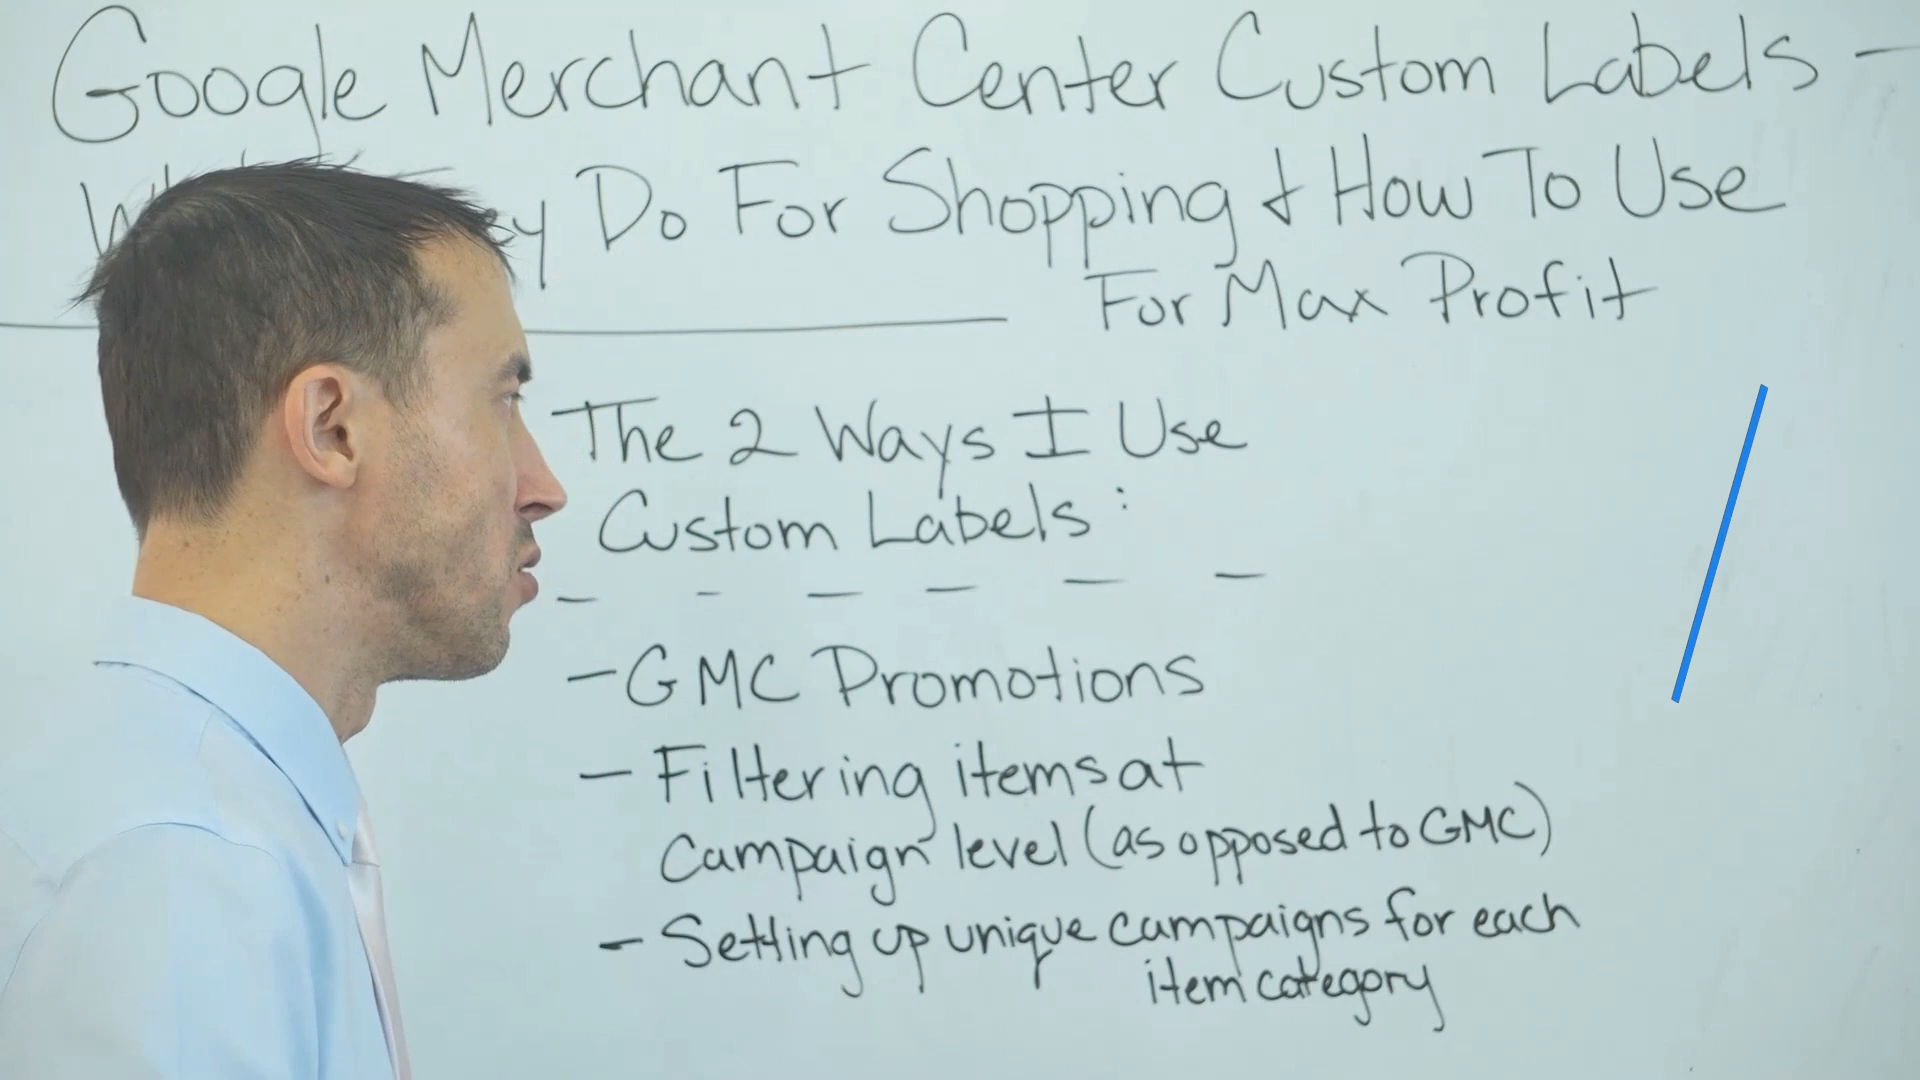 Google Merchant Center Custom Labels -
Do For Shopping & How To Use
For Max Profit
The 2 Ways I Use
Custom Labels:
- - - - - -
- GMC Promotions
- Filtering items at
Campaign level (as opposed to GMC)
- Setting up unique campaigns for each
item category